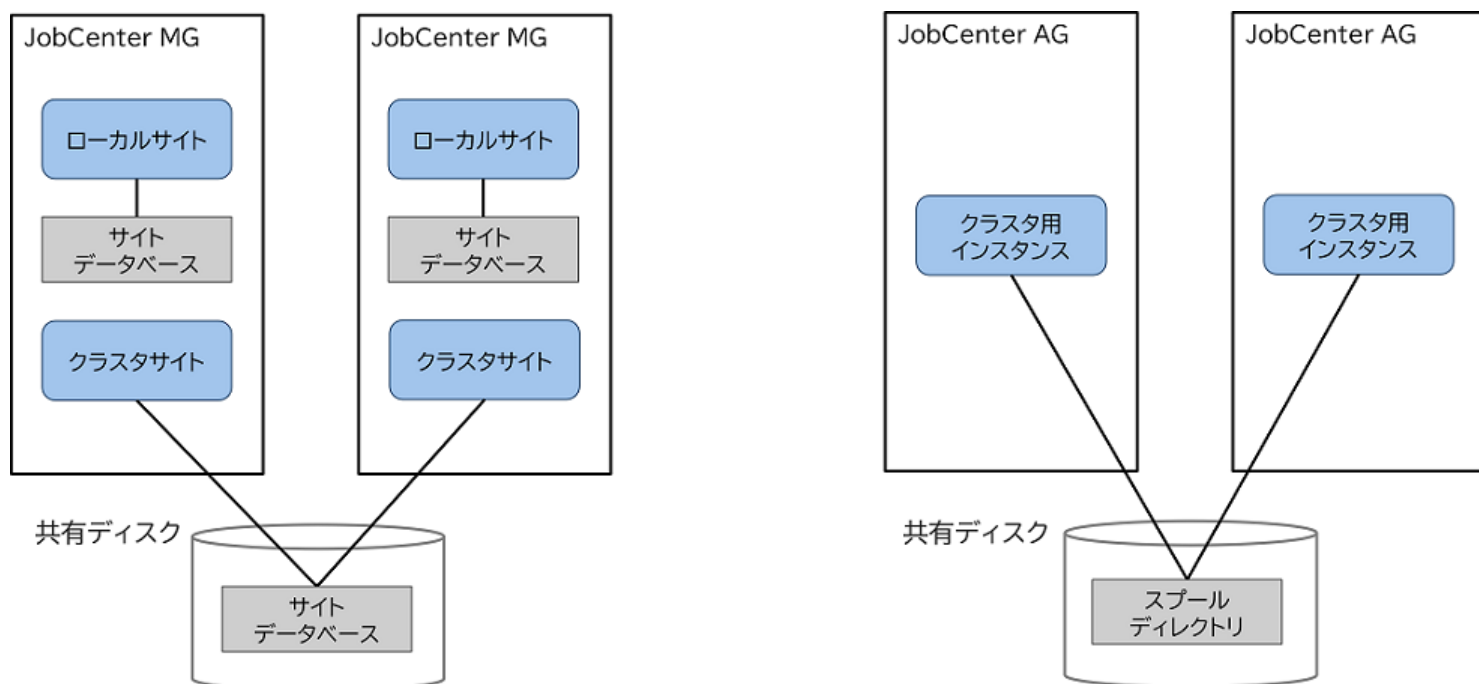 JobCenter MG
ローカルサイト
サイト
データベース
クラスタサイト
JobCenter MG
ローカルサイト
サイト
データベース
クラスタサイト
共有ディスク
サイト
データベース
JobCenter AG
クラスタ用
インスタンス
JobCenter AG
クラスタ用
インスタンス
共有ディスク
スプール
ディレクトリ